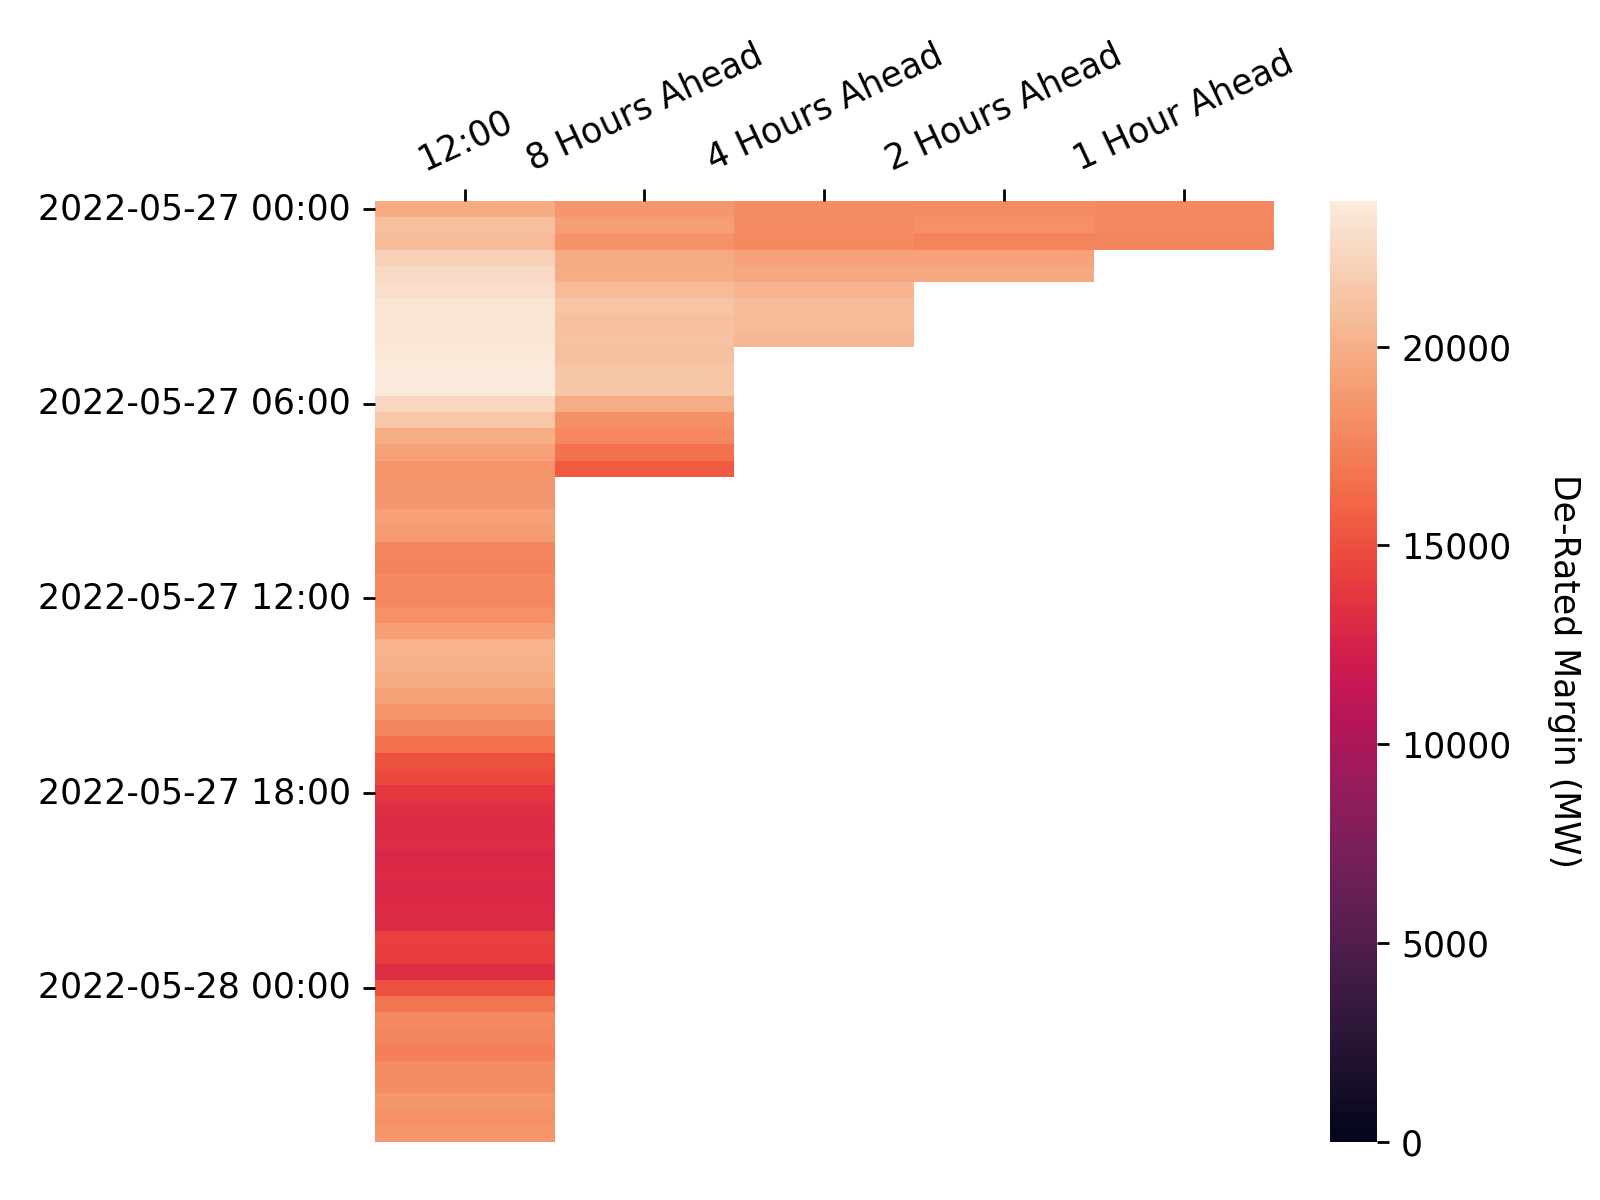 12:00
8 Hours Ahead
4 Hours Ahead
2 Hours Ahead
1 Hour Ahead
2022-05-27 00:00
2022-05-27 06:00
2022-05-27 12:00
2022-05-27 18:00
2022-05-28 00:00
20000
15000
10000
5000
0
De-Rated Margin (MW)